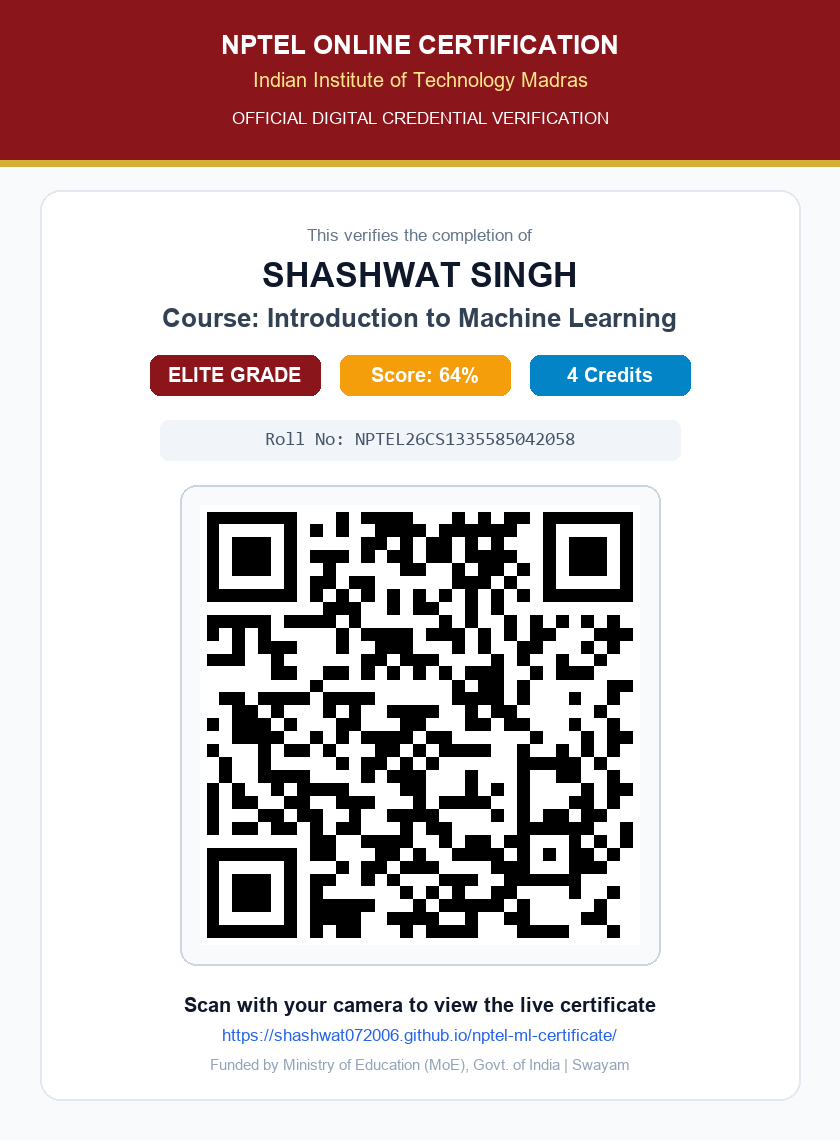 NPTEL ONLINE CERTIFICATION
Indian Institute of Technology Madras
OFFICIAL DIGITAL CREDENTIAL VERIFICATION
This verifies the completion of
SHASHWAT SINGH
Course: Introduction to Machine Learning
ELITE GRADE Score: 64% 4 Credits
Roll No: NPTEL26CS1335585042058
Scan with your camera to view the live certificate
https://shashwat072006.github.io/nptel-ml-certificate/
Funded by Ministry of Education (MoE), Govt. of India | Swayam